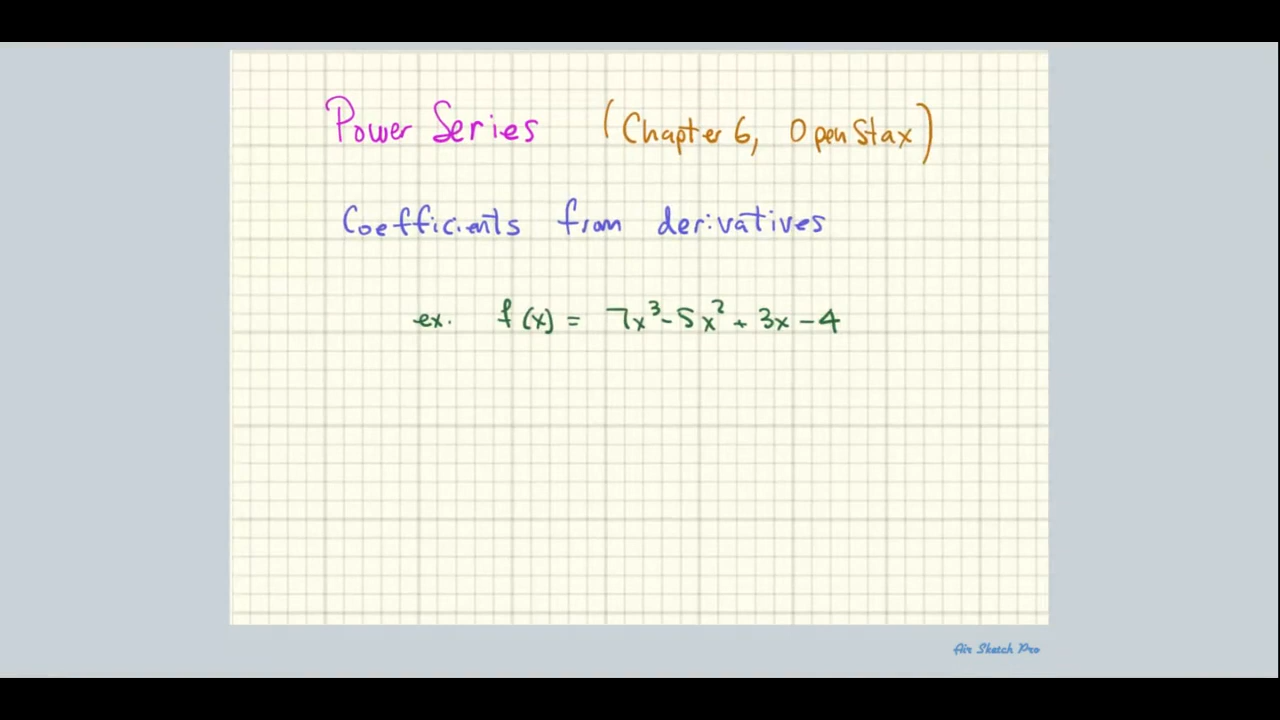 Power Series (Chapter 6, OpenStax)
Coefficients from derivatives
ex. f(x) = 7x³-5x²+3x-4
Air Sketch Pro